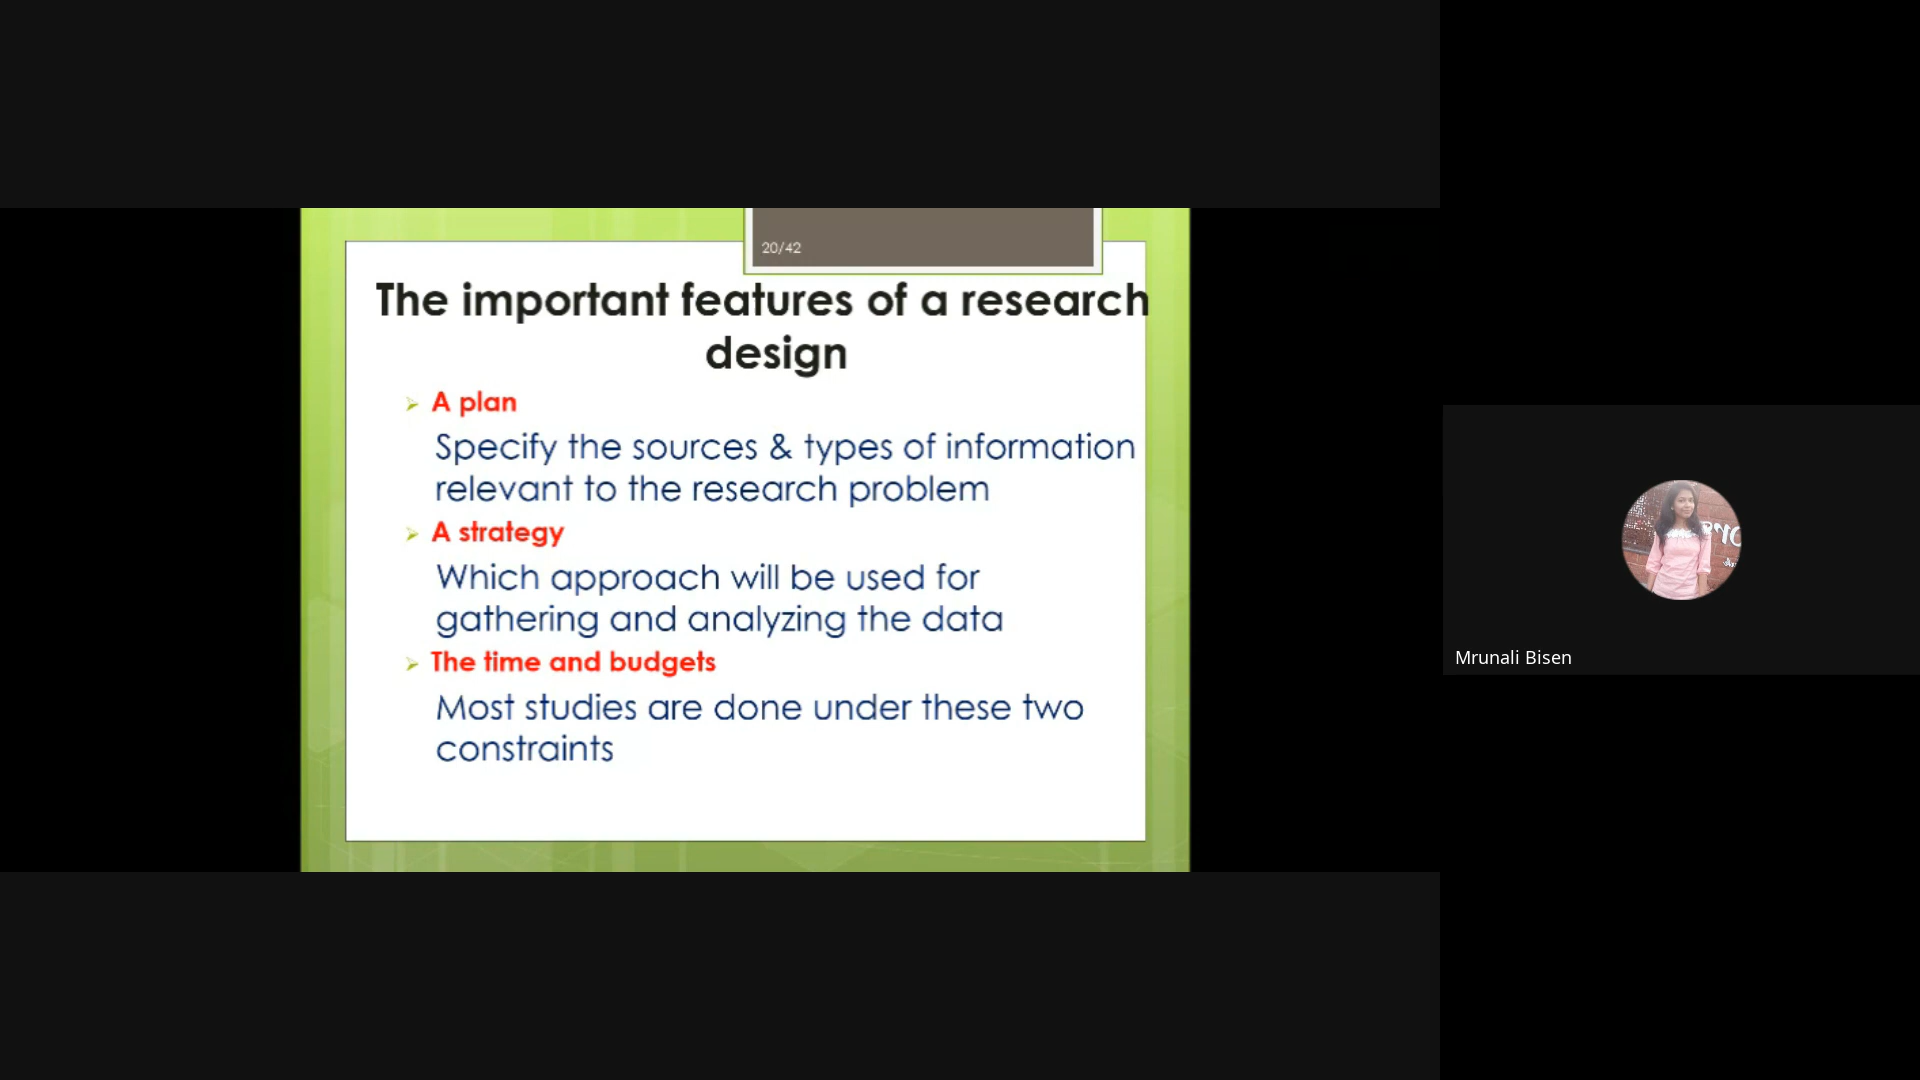 20/42
The important features of a research
design
A plan
Specify the sources & types of information
relevant to the research problem
A strategy
Which approach will be used for
gathering and analyzing the data
The time and budgets
Most studies are done under these two
constraints
Mrunali Bisen